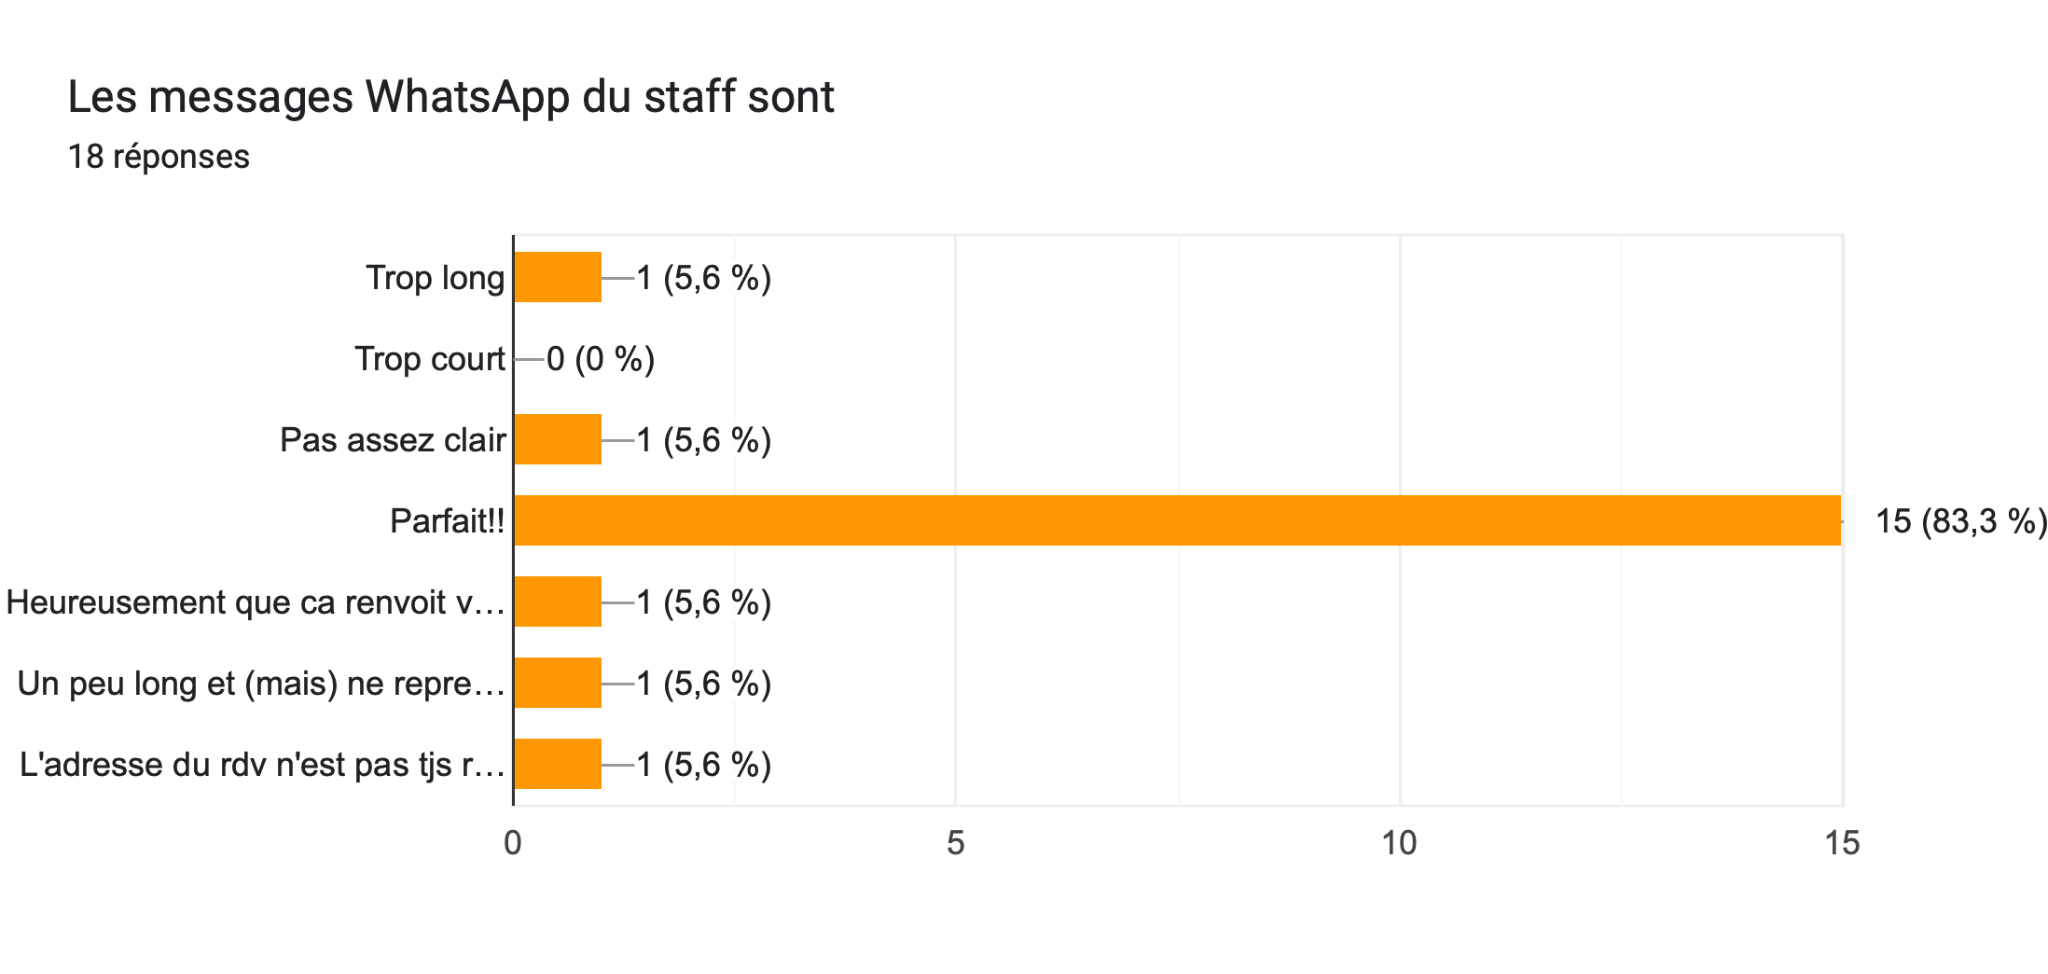 Les messages WhatsApp du staff sont
18 réponses
Trop long 1 (5,6 %)
Trop court 0 (0 %)
Pas assez clair 1 (5,6 %)
Parfait!! 15 (83,3 %)
Heureusement que ca renvoit v… 1 (5,6 %)
Un peu long et (mais) ne repre… 1 (5,6 %)
L'adresse du rdv n'est pas tjs r… 1 (5,6 %)
0 5 10 15